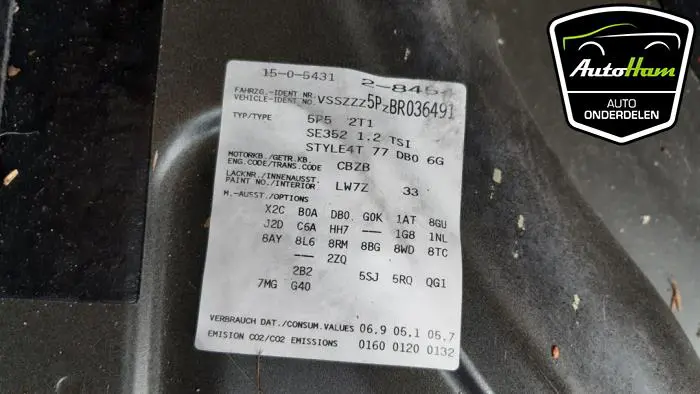 AutoHam
AUTO
ONDERDELEN
15-0-5431 2-8454
FAHRZG.-IDENT NR.
VEHICLE-IDENT NO. VSSZZZ5PZBR036491
TYP/TYPE 5P5 2T1
SE352 1.2 TSI
STYLE4T 77 DB0 6G
MOTORKB./GETR.KB.
ENG.CODE/TRANS.CODE CBZB
LACKNR./INNENAUSST.
PAINT NO./INTERIOR LW7Z 33
M.-AUSST./OPTIONS
X2C B0A DB0 G0K 1AT 8GU
J2D C6A HH7 --- 1G8 1NL
8AY 8L6 8RM 8BG 8WD 8TC
--- 2ZQ
2B2 5SJ 5RQ QG1
7MG G40
VERBRAUCH DAT./CONSUM.VALUES 06.9 05.1 05.7
EMISION CO2/CO2 EMISSIONS 0160 0120 0132